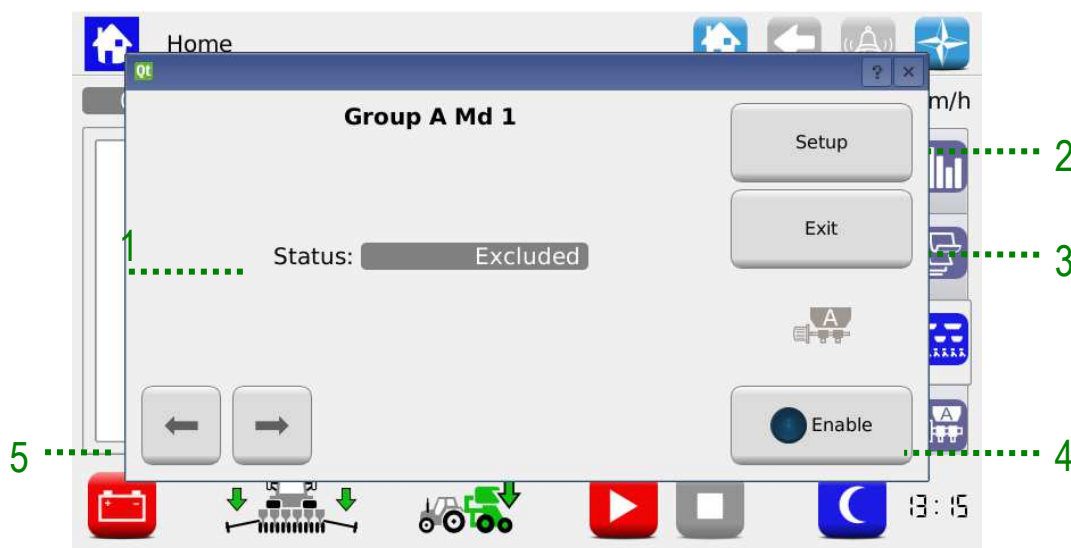 Home
Qt
? ×
m/h
Group A Md 1
Setup
2
Exit
1
Status: Excluded
3
A
Enable
A
5
4
13:15